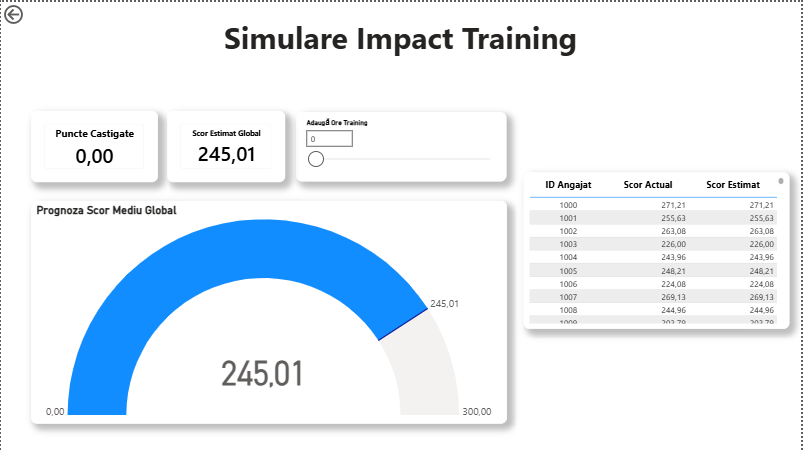 Simulare Impact Training
Puncte Castigate
0,00
Scor Estimat Global
245,01
Adaugă Ore Training
0
Prognoza Scor Mediu Global
245,01
245,01
0,00
300,00
ID Angajat Scor Actual Scor Estimat
1000 271,21 271,21
1001 255,63 255,63
1002 263,08 263,08
1003 226,00 226,00
1004 243,96 243,96
1005 248,21 248,21
1006 224,08 224,08
1007 269,13 269,13
1008 244,96 244,96
1009 203,79 203,79